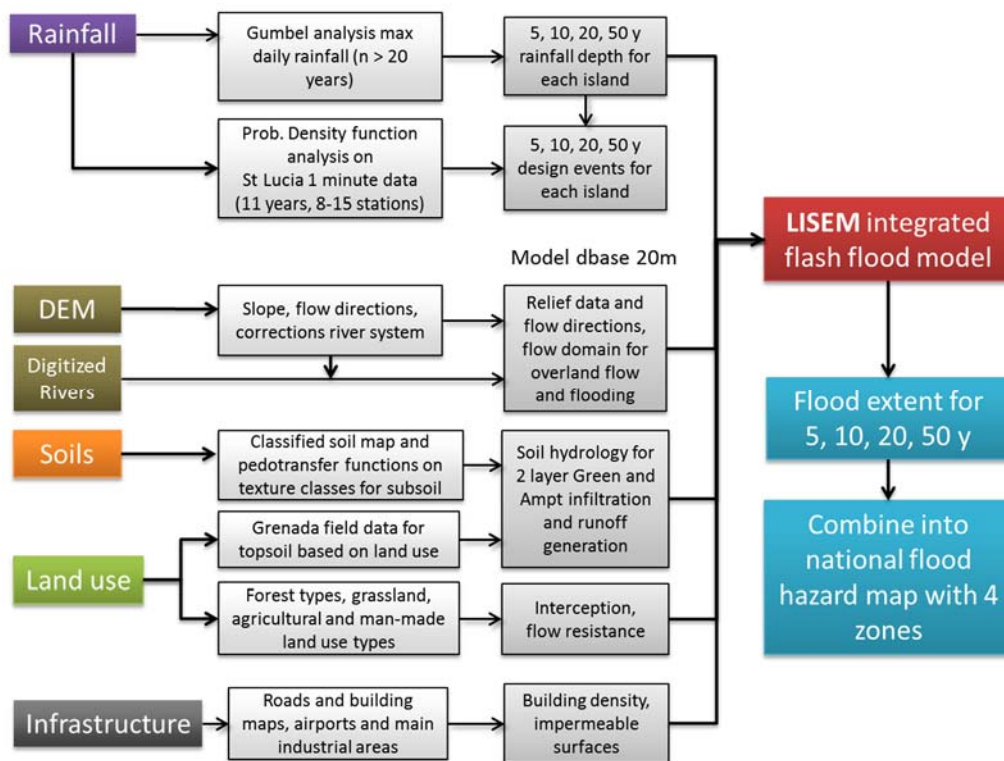 Rainfall
Gumbel analysis max
daily rainfall (n > 20
years)
5, 10, 20, 50 y
rainfall depth for
each island
Prob. Density function
analysis on
St Lucia 1 minute data
(11 years, 8-15 stations)
5, 10, 20, 50 y
design events for
each island
LISEM integrated
flash flood model
Model dbase 20m
DEM
Slope, flow directions,
corrections river system
Relief data and
flow directions,
flow domain for
overland flow
and flooding
Digitized
Rivers
Flood extent for
5, 10, 20, 50 y
Soils
Classified soil map and
pedotransfer functions on
texture classes for subsoil
Soil hydrology for
2 layer Green and
Ampt infiltration
and runoff
generation
Grenada field data for
topsoil based on land use
Land use
Forest types, grassland,
agricultural and man-made
land use types
Interception,
flow resistance
Combine into
national flood
hazard map with 4
zones
Infrastructure
Roads and building
maps, airports and main
industrial areas
Building density,
impermeable
surfaces